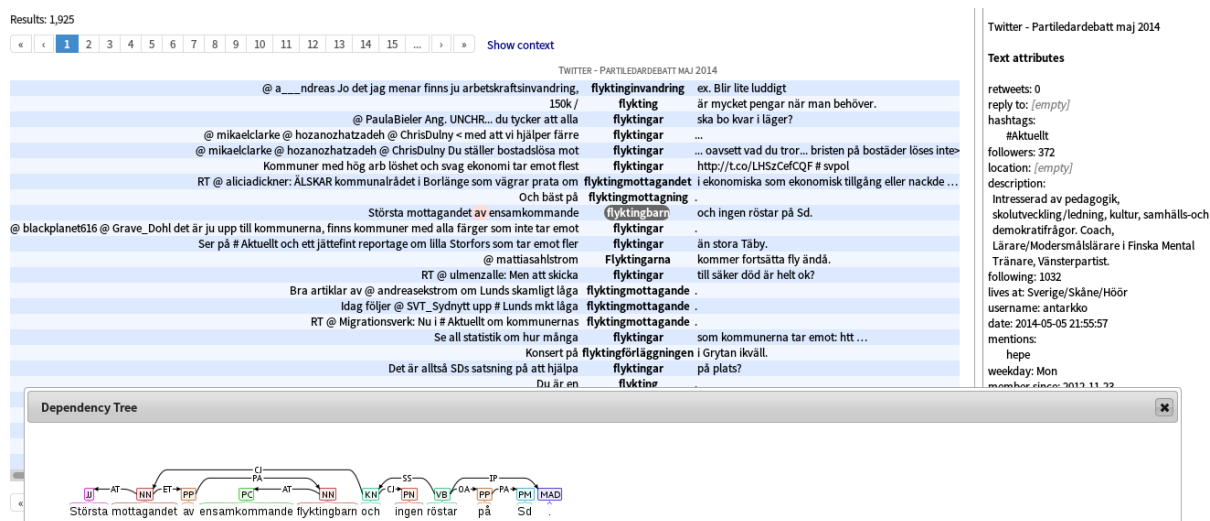 Results: 1,925
« ‹ 1 2 3 4 5 6 7 8 9 10 11 12 13 14 15 ... › » Show context
TWITTER - PARTILEDARDEBATT MAJ 2014
@ a___ndreas Jo det jag menar finns ju arbetskraftsinvandring, flyktinginvandring ex. Blir lite luddigt
150k / flykting är mycket pengar när man behöver.
@ PaulaBieler Ang. UNCHR... du tycker att alla flyktingar ska bo kvar i läger?
@ mikaelclarke @ hozanozhatzadeh @ ChrisDulny < med att vi hjälper färre flyktingar ...
@ mikaelclarke @ hozanozhatzadeh @ ChrisDulny Du ställer bostadslösa mot flyktingar ... oavsett vad du tror... bristen på bostäder löses inte>
Kommuner med hög arb löshet och svag ekonomi tar emot flest flyktingar http://t.co/LHSzCefCQF # svpol
RT @ aliciadickner: ÄLSKAR kommunalrådet i Borlänge som vägrar prata om flyktingmottagandet i ekonomiska som ekonomisk tillgång eller nackde ...
Och bäst på flyktingmottagning .
Största mottagandet av ensamkommande flyktingbarn och ingen röstar på Sd.
@ blackplanet616 @ Grave_Dohl det är ju upp till kommunerna, finns kommuner med alla färger som inte tar emot flyktingar .
Ser på # Aktuellt och ett jättefint reportage om lilla Storfors som tar emot fler flyktingar än stora Täby.
@ mattiasahlstrom Flyktingarna kommer fortsätta fly ändå.
RT @ ulmenzalle: Men att skicka flyktingar till säker död är helt ok?
Bra artiklar av @ andreasekstrom om Lunds skamligt låga flyktingmottagande .
Idag följer @ SVT_Sydnytt upp # Lunds mkt låga flyktingmottagande .
RT @ Migrationsverk: Nu i # Aktuellt om kommunernas flyktingmottagande .
Se all statistik om hur många flyktingar som kommunerna tar emot: htt ...
Konsert på flyktingförläggningen i Grytan ikväll.
Det är alltså SDs satsning på att hjälpa flyktingar på plats?
Du är en flykting .
«
Twitter - Partiledardebatt maj 2014
Text attributes
retweets: 0
reply to: [empty]
hashtags:
#Aktuellt
followers: 372
location: [empty]
description:
Intresserad av pedagogik,
skolutveckling/ledning, kultur, samhälls-och
demokratifrågor. Coach,
Lärare/Modersmålslärare i Finska Mental
Tränare, Vänsterpartist.
following: 1032
lives at: Sverige/Skåne/Höör
username: antarkko
date: 2014-05-05 21:55:57
mentions:
hepe
weekday: Mon
member since: 2012-11-23
Dependency Tree
CJ
PA SS IP
AT ET AT CJ OA PA
JJ NN PP PC NN KN PN VB PP PM MAD
Största mottagandet av ensamkommande flyktingbarn och ingen röstar på Sd .